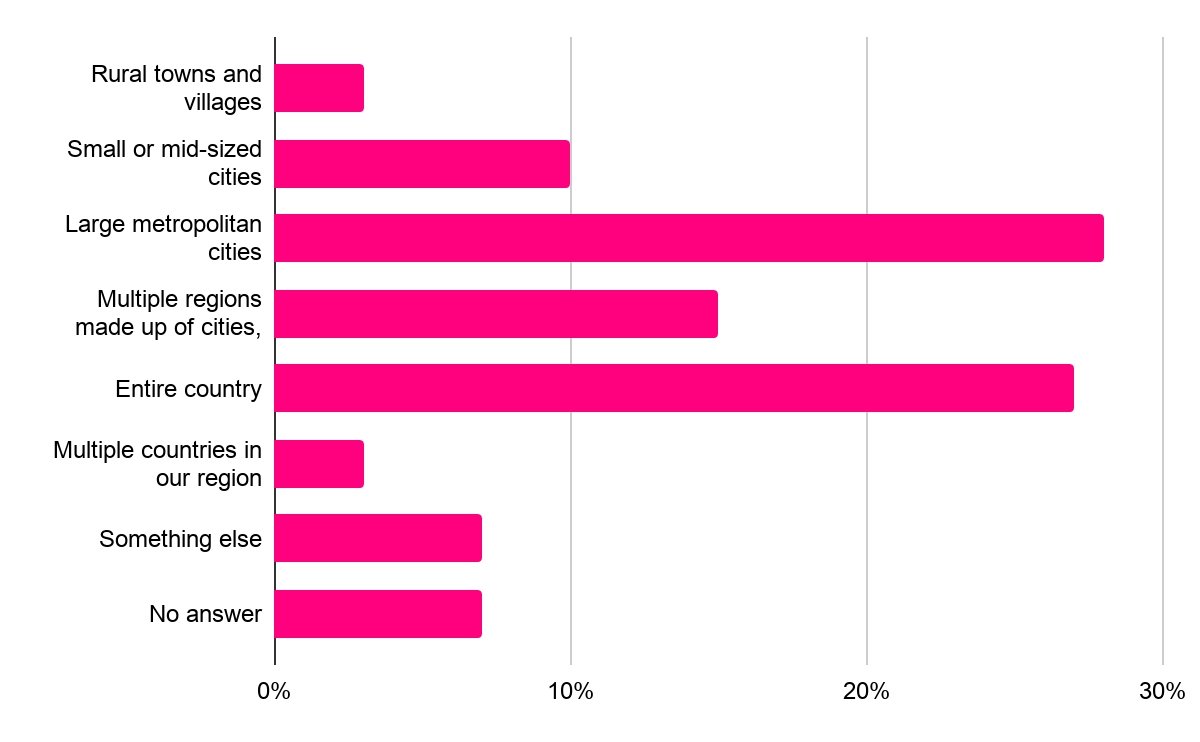 Rural towns and
villages
Small or mid-sized
cities
Large metropolitan
cities
Multiple regions
made up of cities,
Entire country
Multiple countries in
our region
Something else
No answer
0%
10%
20%
30%